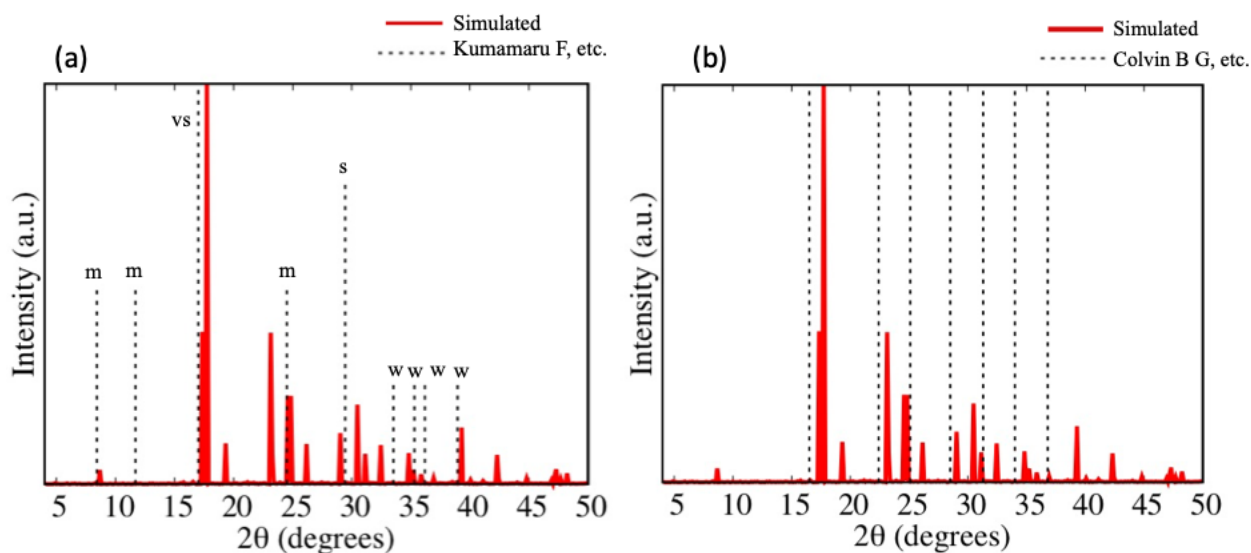 (a)
Simulated
Kumamaru F, etc.
vs
s
m
m
m
w
w
w
w
Intensity (a.u.)
5 10 15 20 25 30 35 40 45 50
2θ (degrees)
(b)
Simulated
Colvin B G, etc.
Intensity (a.u.)
5 10 15 20 25 30 35 40 45 50
2θ (degrees)